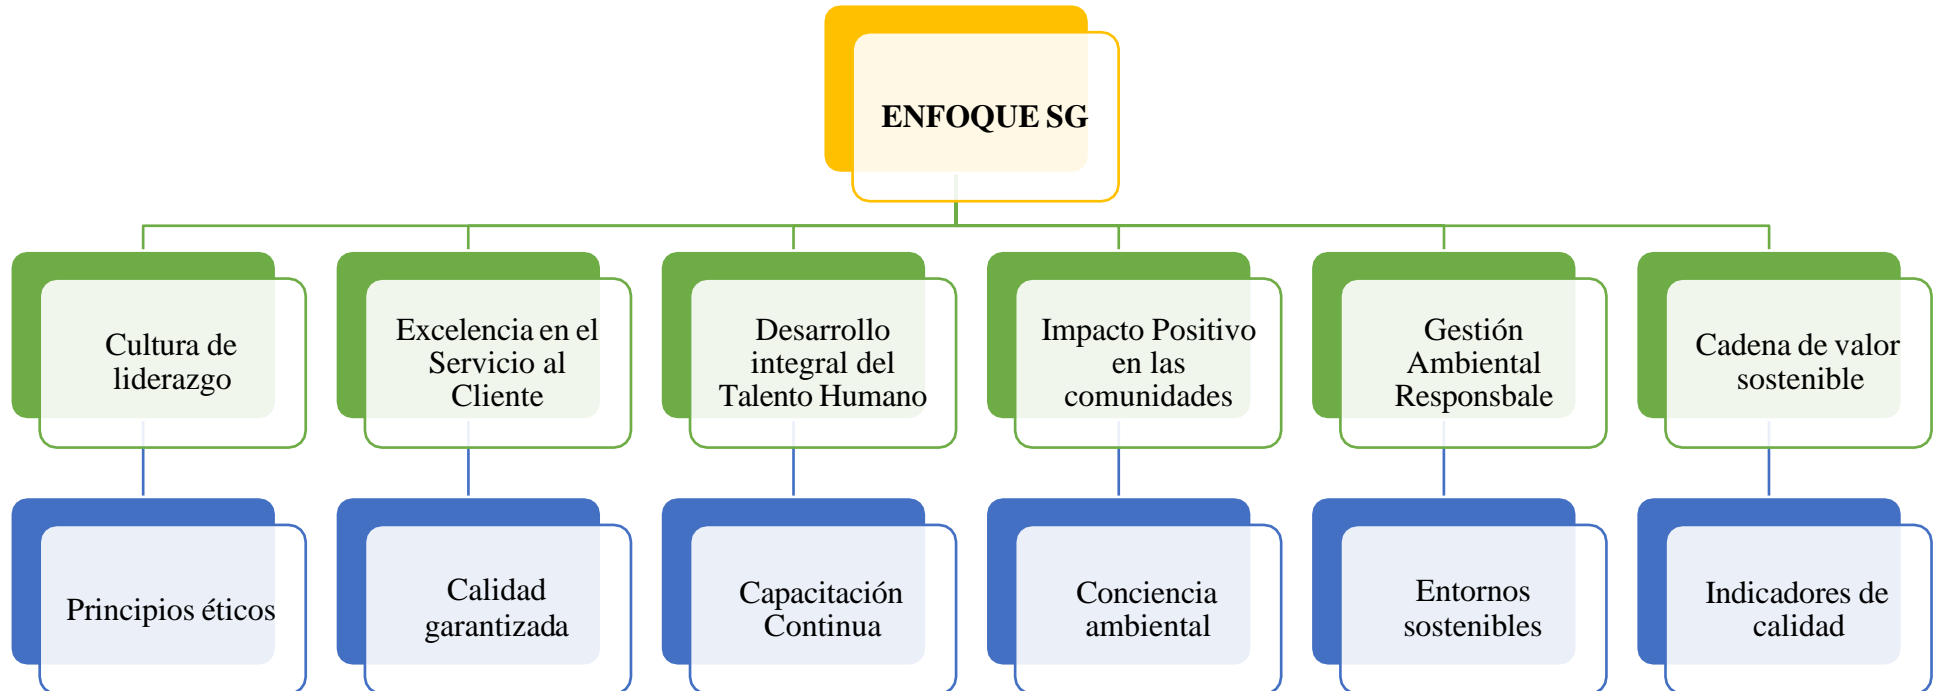 ENFOQUE SG
Cultura de
liderazgo
Excelencia en el
Servicio al
Cliente
Desarrollo
integral del
Talento Humano
Impacto Positivo
en las
comunidades
Gestión
Ambiental
Responsbale
Cadena de valor
sostenible
Principios éticos
Calidad
garantizada
Capacitación
Continua
Conciencia
ambiental
Entornos
sostenibles
Indicadores de
calidad